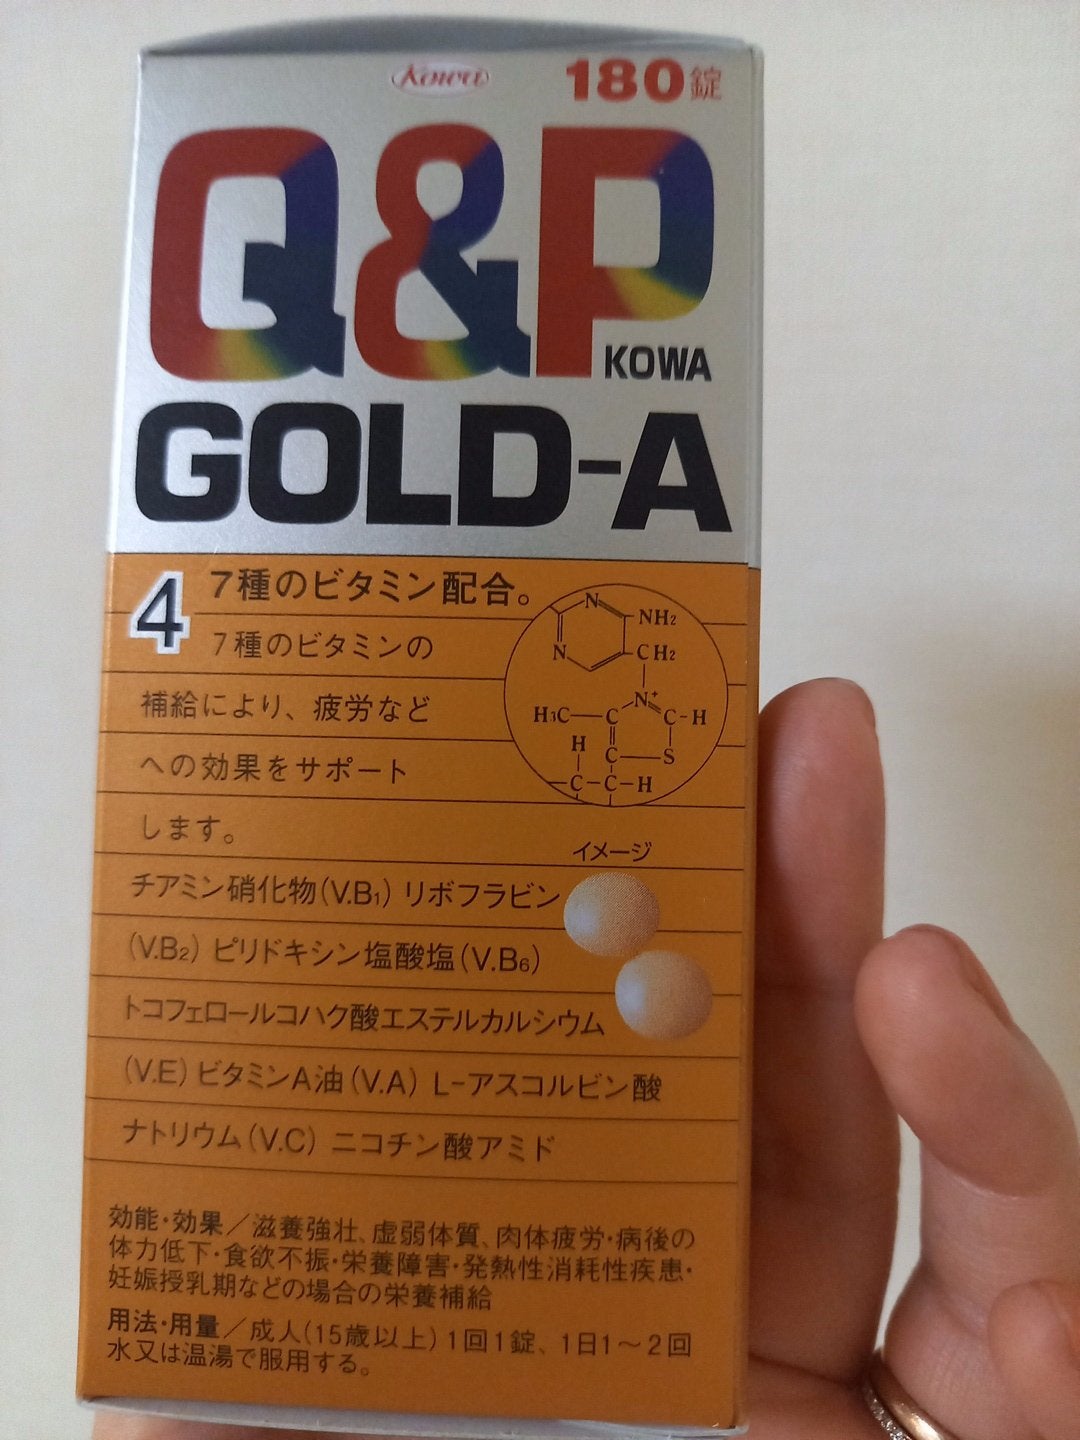 Kowa
180錠
Q&P
KOWA
GOLD-A
4 7種のビタミン配合。
7種のビタミンの
補給により、疲労など
への効果をサポート
します。
N NH2
N CH2
N+
H3C C C-H
H
C S
C-C-H
イメージ
チアミン硝化物(V.B1) リボフラビン
(V.B2) ピリドキシン塩酸塩(V.B6)
トコフェロールコハク酸エステルカルシウム
(V.E) ビタミンA油(V.A) L-アスコルビン酸
ナトリウム(V.C) ニコチン酸アミド
効能・効果/滋養強壮、虚弱体質、肉体疲労・病後の
体力低下・食欲不振・栄養障害・発熱性消耗性疾患・
妊娠授乳期などの場合の栄養補給
用法・用量/成人(15歳以上)1回1錠、1日1〜2回
水又は温湯で服用する。